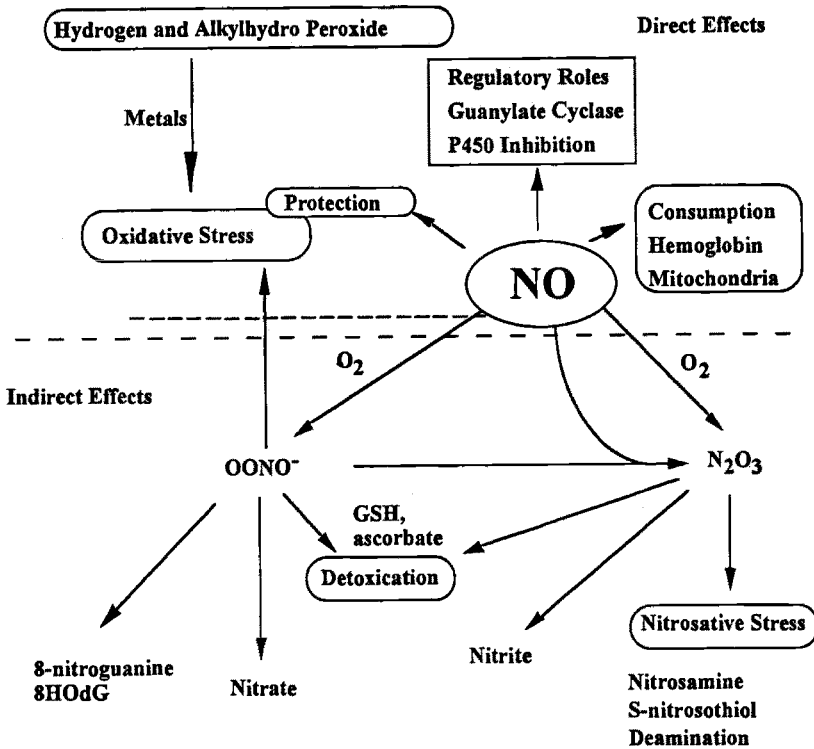 Hydrogen and Alkylhydro Peroxide
Direct Effects
Regulatory Roles
Guanylate Cyclase
P450 Inhibition
Metals
Protection
Oxidative Stress
Consumption
Hemoglobin
Mitochondria
NO
O₂
O₂
Indirect Effects
OONO⁻
N₂O₃
GSH,
ascorbate
Detoxication
Nitrosative Stress
8-nitroguanine
8HOdG
Nitrate
Nitrite
Nitrosamine
S-nitrosothiol
Deamination